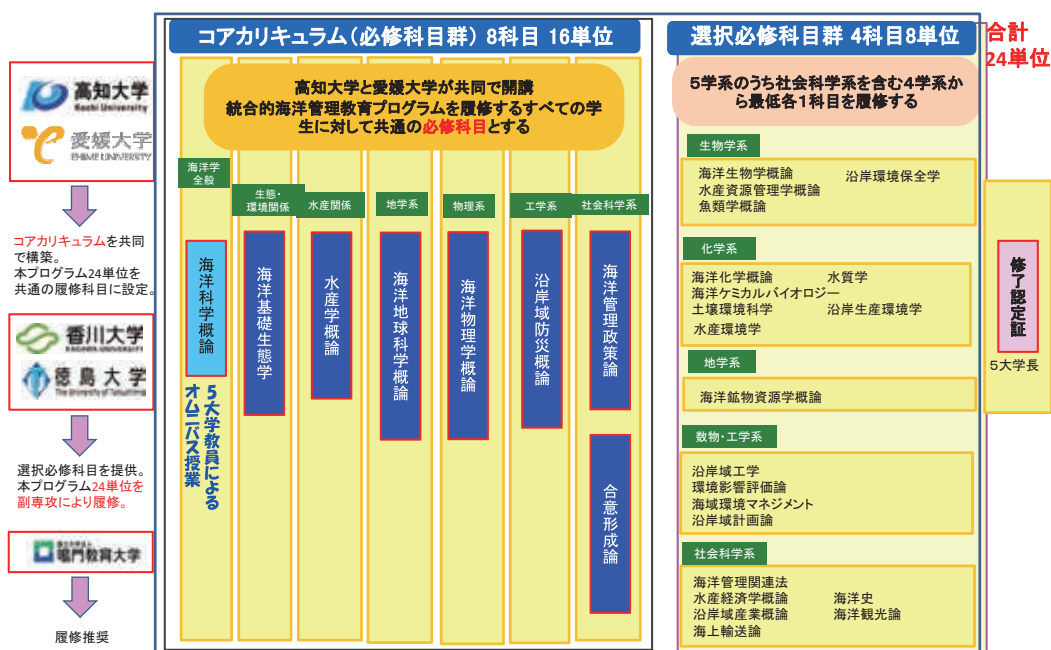 コアカリキュラム（必修科目群） 8科目 16単位
選択必修科目群 4科目8単位
合計
24単位
高知大学
Kochi University
愛媛大学
EHIME UNIVERSITY
コアカリキュラムを共同
で構築。
本プログラム24単位を
共通の履修科目に設定。
香川大学
KAGAWA UNIVERSITY
徳島大学
The University of Tokushima
選択必修科目を提供。
本プログラム24単位を
副専攻により履修。
鳴門教育大学
履修推奨
高知大学と愛媛大学が共同で開講
統合的海洋管理教育プログラムを履修するすべての学
生に対して共通の必修科目とする
海洋学
全般
海洋科学概論
5大学教員による
オムニバス授業
生態・
環境関係
海洋基礎生態学
水産関係
水産学概論
地学系
海洋地球科学概論
物理系
海洋物理学概論
工学系
沿岸域防災概論
社会科学系
海洋管理政策論
合意形成論
5学系のうち社会科学系を含む4学系か
ら最低各1科目を履修する
生物学系
海洋生物学概論 沿岸環境保全学
水産資源管理学概論
魚類学概論
化学系
海洋化学概論 水質学
海洋ケミカルバイオロジー
土壌環境科学 沿岸生産環境学
水産環境学
地学系
海洋鉱物資源学概論
数物・工学系
沿岸域工学
環境影響評価論
海域環境マネジメント
沿岸域計画論
社会科学系
海洋管理関連法
水産経済学概論 海洋史
沿岸域産業概論 海洋観光論
海上輸送論
修了認定証
5大学長